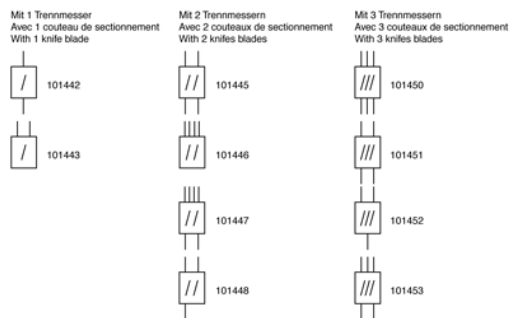 Mit 1 Trennmesser
Avec 1 couteau de sectionnement
With 1 knife blade
101442
101443
Mit 2 Trennmessern
Avec 2 couteaux de sectionnement
With 2 knifes blades
101445
101446
101447
101448
Mit 3 Trennmessern
Avec 3 couteaux de sectionnement
With 3 knifes blades
101450
101451
101452
101453